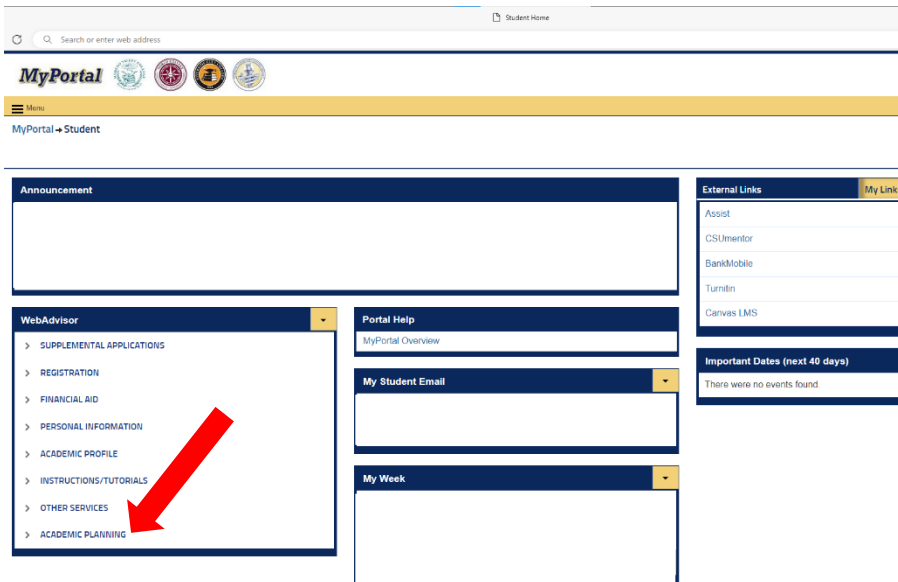 Student Home
Search or enter web address
MyPortal
Menu
MyPortal → Student
Announcement
External Links
My Link
Assist
CSUmentor
BankMobile
Turnitin
Canvas LMS
WebAdvisor
SUPPLEMENTAL APPLICATIONS
REGISTRATION
FINANCIAL AID
PERSONAL INFORMATION
ACADEMIC PROFILE
INSTRUCTIONS/TUTORIALS
OTHER SERVICES
ACADEMIC PLANNING
Portal Help
MyPortal Overview
My Student Email
My Week
Important Dates (next 40 days)
There were no events found